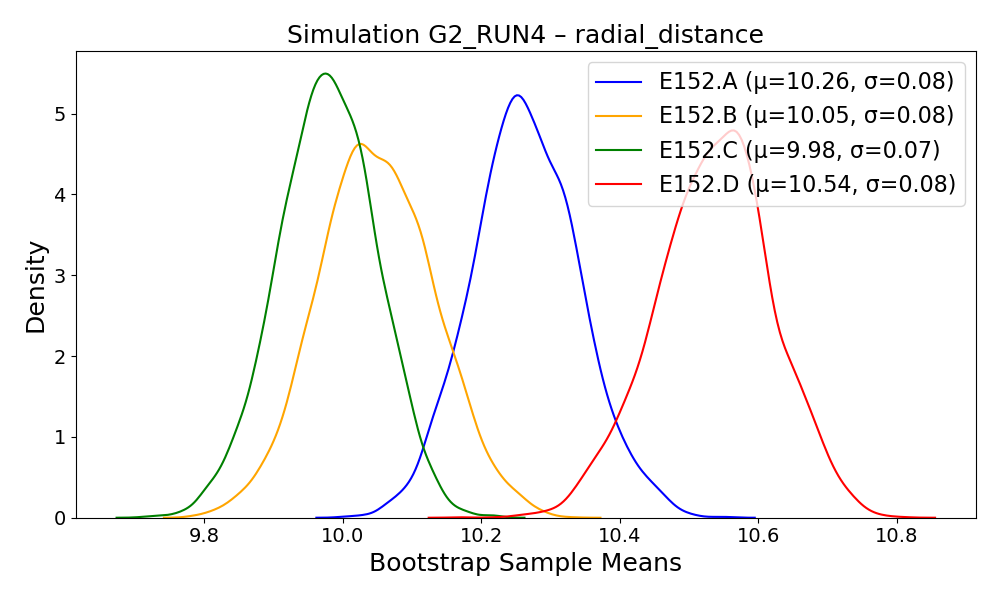 Simulation G2_RUN4 – radial_distance
E152.A (μ=10.26, σ=0.08)
E152.B (μ=10.05, σ=0.08)
E152.C (μ=9.98, σ=0.07)
E152.D (μ=10.54, σ=0.08)
Density
5
4
3
2
1
0
9.8 10.0 10.2 10.4 10.6 10.8
Bootstrap Sample Means